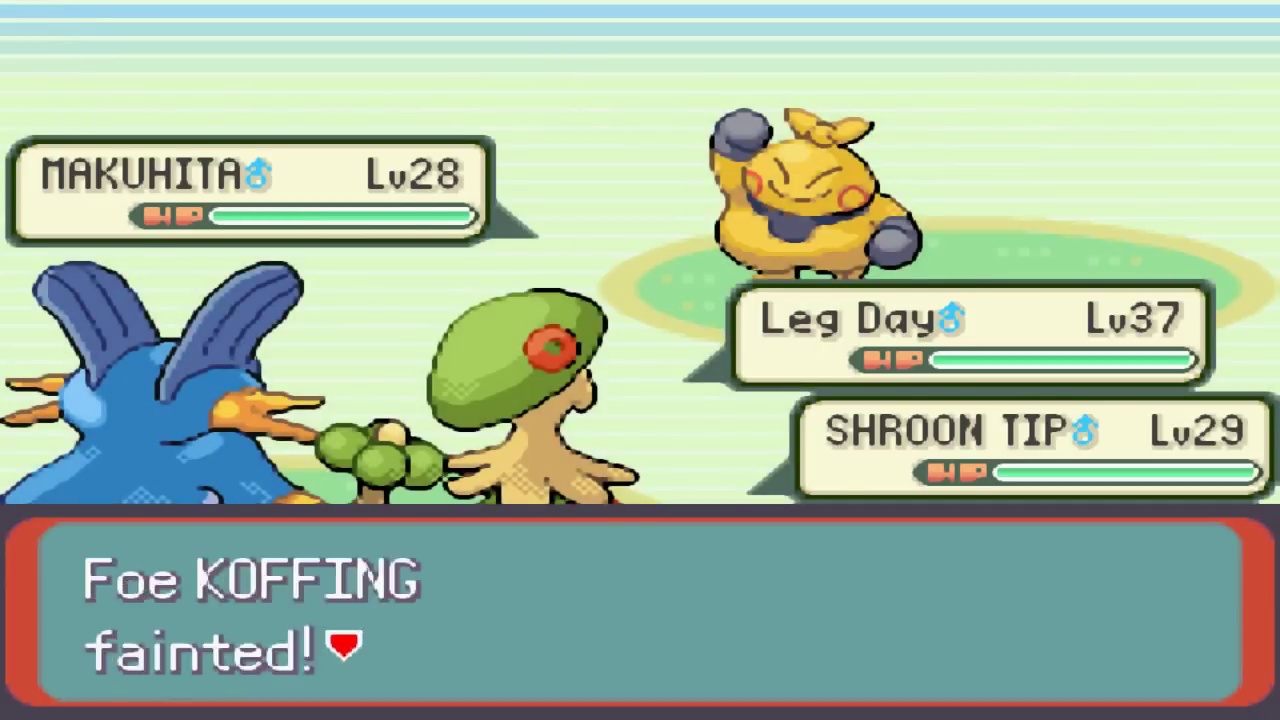 MAKUHITA♂ Lv28
HP
Leg Day♂ Lv37
HP
SHROON TIP♂ Lv29
HP
Foe KOFFING
fainted!